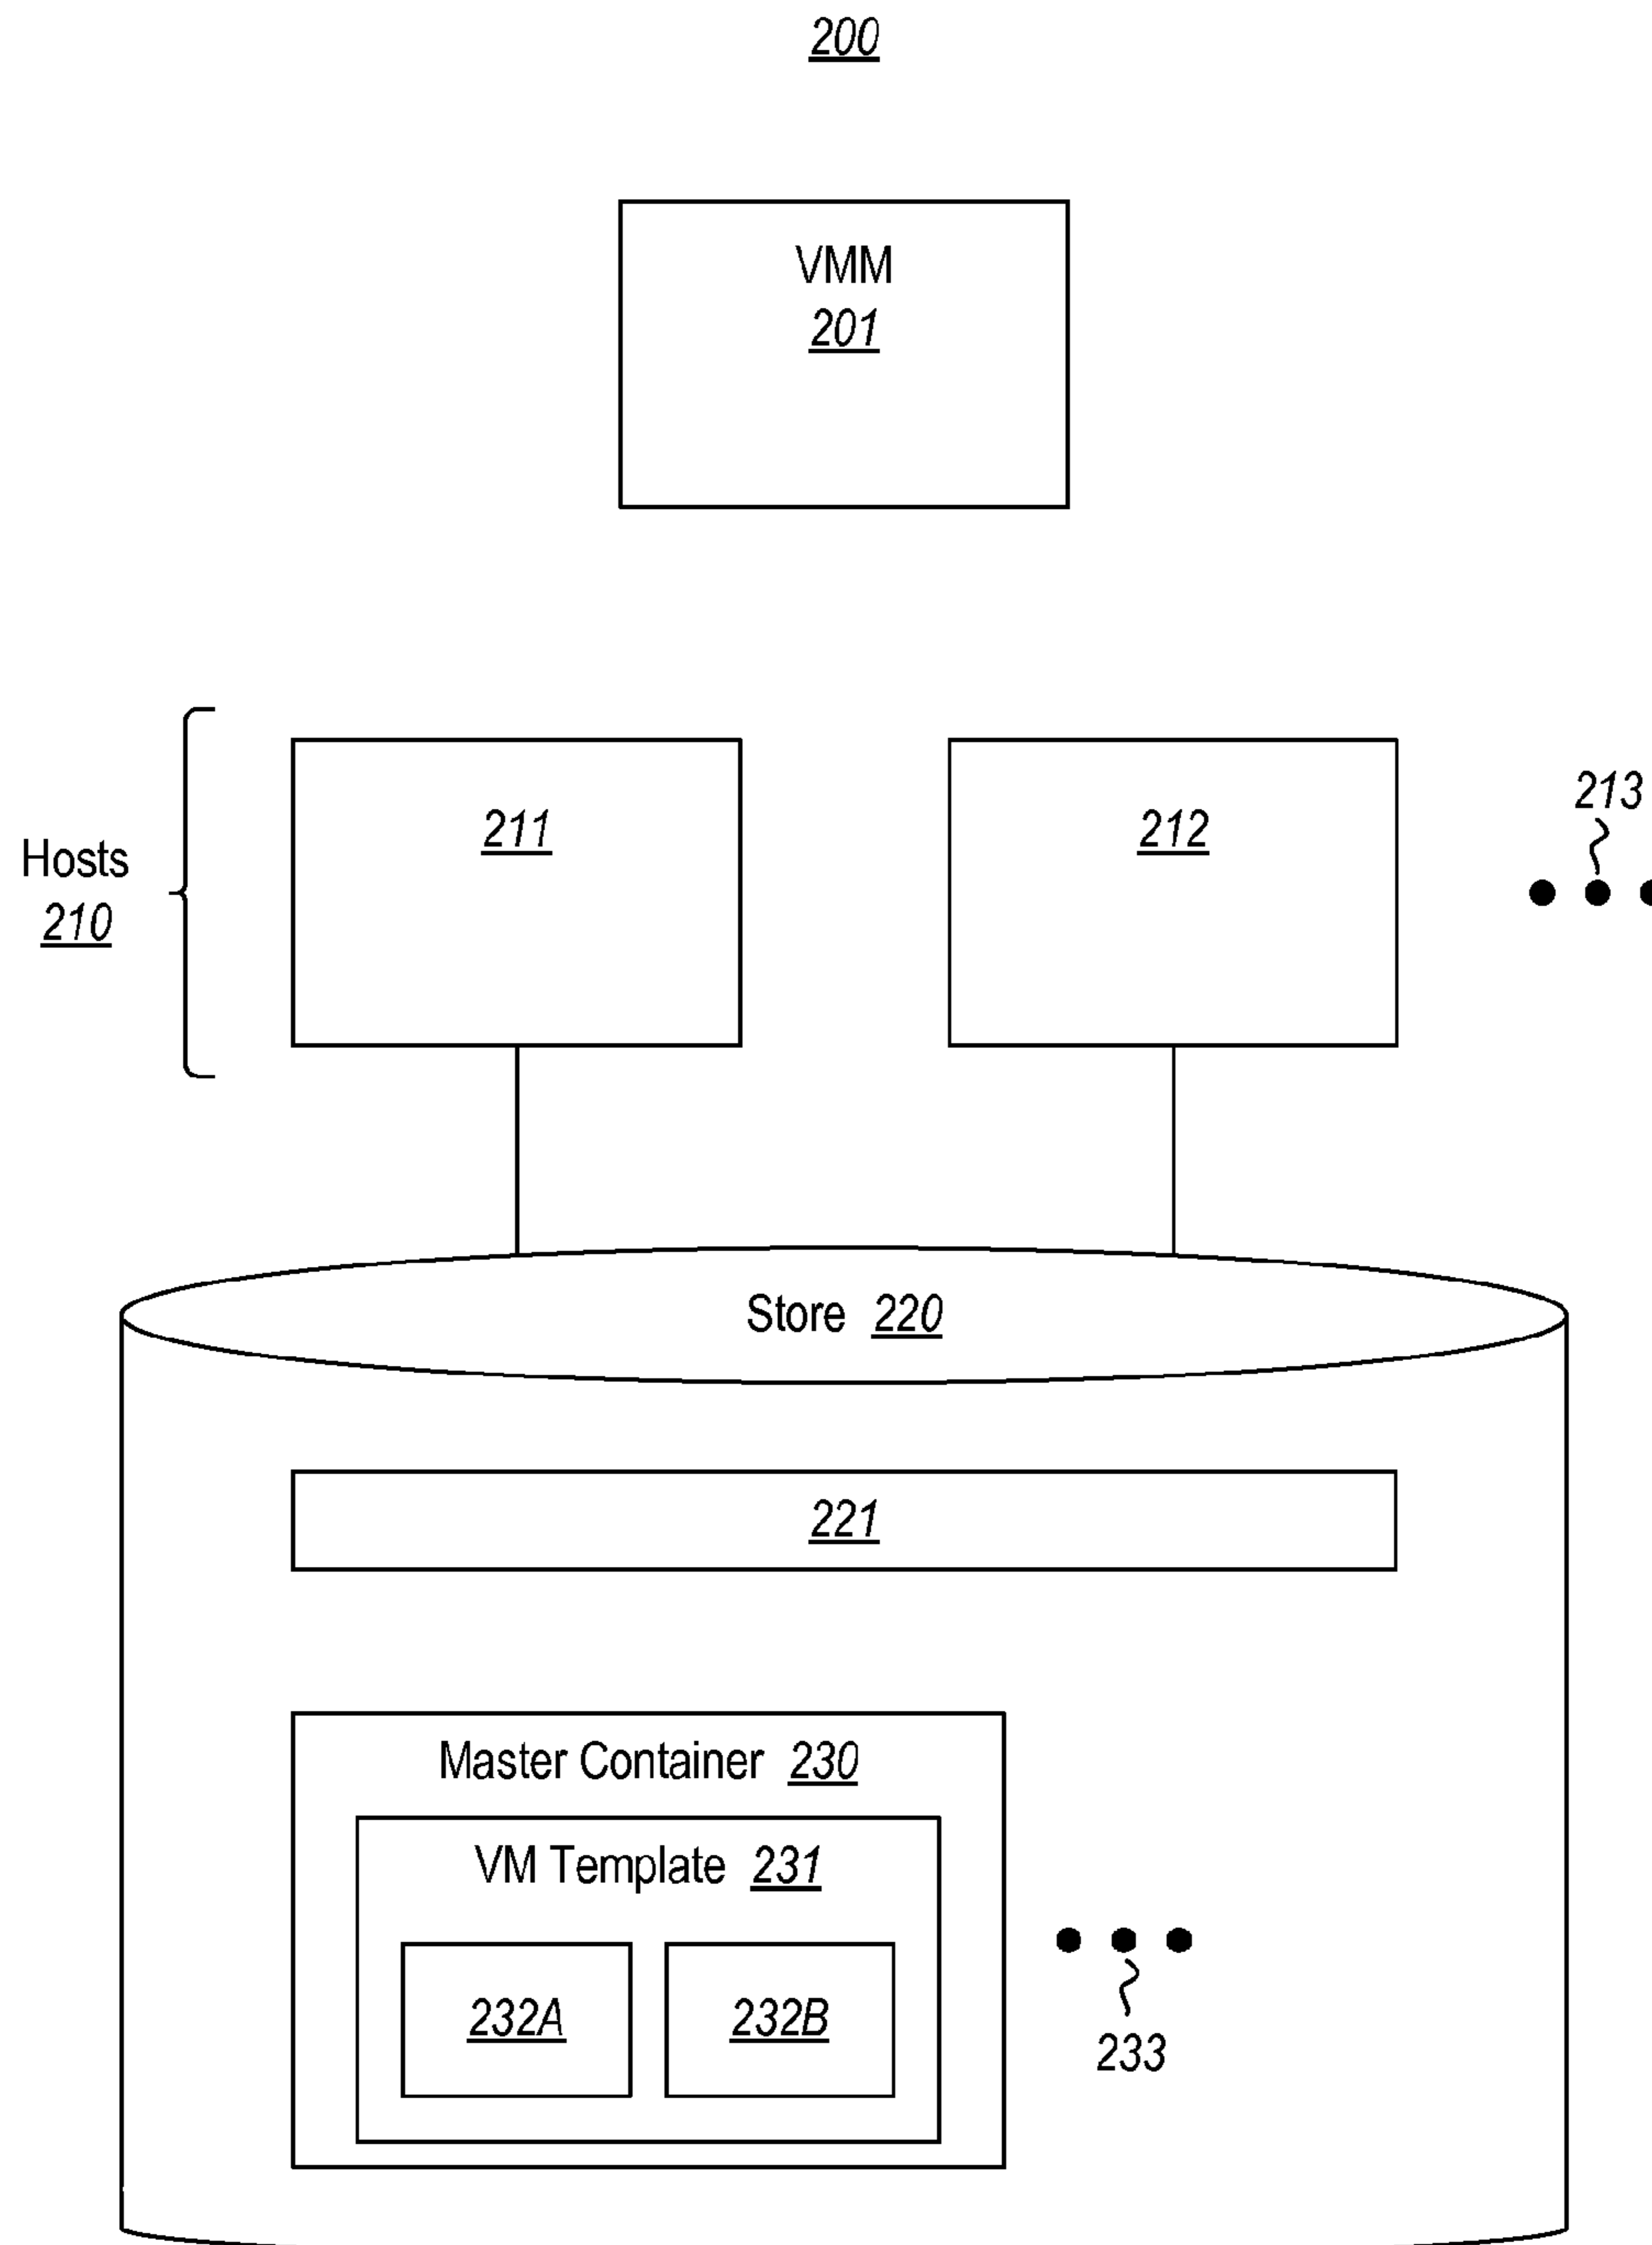 200
VMM
201
211
212
213
Hosts
210
Store 220
221
Master Container 230
VM Template 231
232A
232B
233